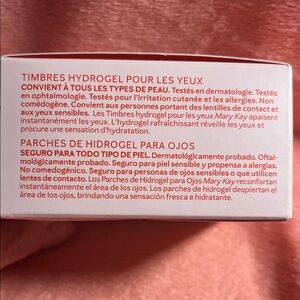 TIMBRES HYDROGEL POUR LES YEUX
CONVIENT À TOUS LES TYPES DE PEAU. Testés en dermatologie. Testés
en ophtalmologie. Testés pour l'irritation cutanée et les allergies. Non
comédogène. Convient aux personnes portant des lentilles de contact et
aux yeux sensibles. Les Timbres hydrogel pour les yeux Mary Kay apaisent
instantanément les yeux. L'hydrogel rafraîchissant réveille les yeux et
procure une sensation d'hydratation.
PARCHES DE HIDROGEL PARA OJOS
SEGURO PARA TODO TIPO DE PIEL. Dermatológicamente probado. Oftal-
mológicamente probado. Seguro para piel sensible y propensa a alergias.
No comedogénico. Seguro para personas de ojos sensibles o que utilicen
lentes de contacto. Los Parches de Hidrogel para Ojos Mary Kay reconfortan
instantáneamente el área de los ojos. Los parches de hidrogel despiertan el
área de los ojos, brindando una sensación fresca e hidratante.